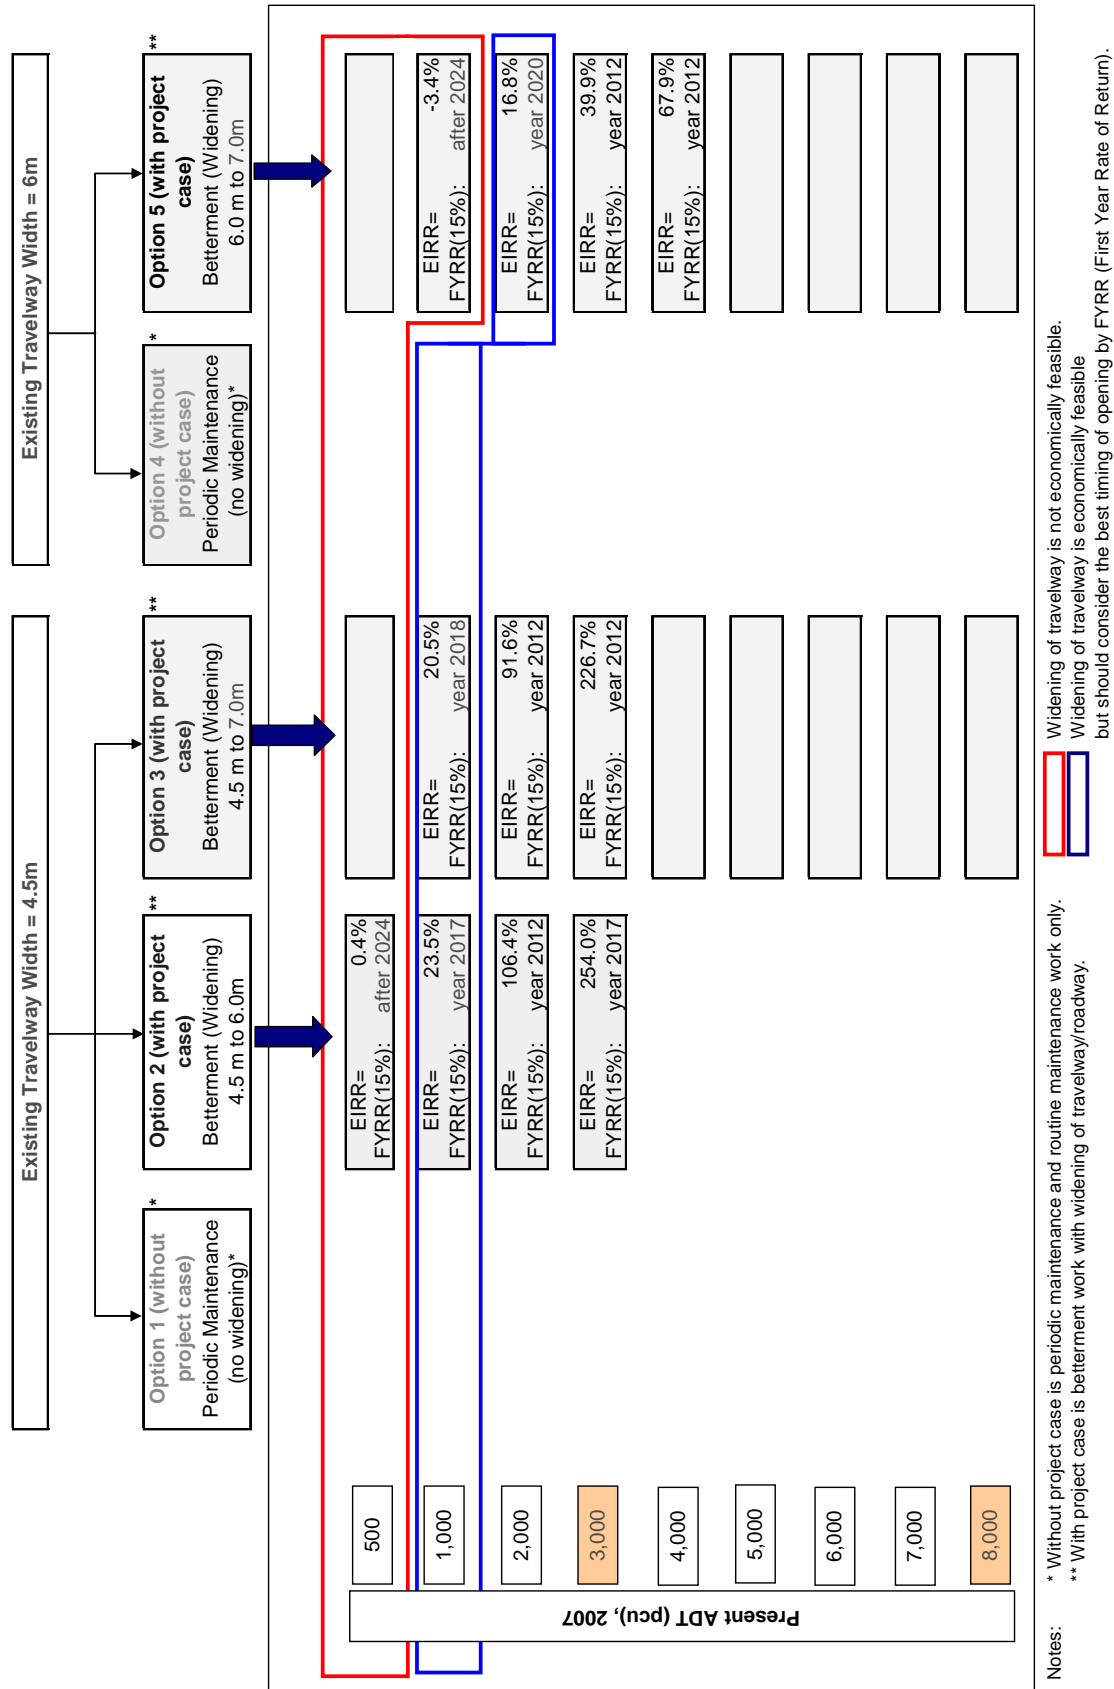 Existing Travelway Width = 4.5m
Existing Travelway Width = 6m
*
**
**
*
**
Option 1 (without
project case)
Periodic Maintenance
(no widening)*
Option 2 (with project
case)
Betterment (Widening)
4.5 m to 6.0m
Option 3 (with project
case)
Betterment (Widening)
4.5 m to 7.0m
Option 4 (without
project case)
Periodic Maintenance
(no widening)*
Option 5 (with project
case)
Betterment (Widening)
6.0 m to 7.0m
Present ADT (pcu), 2007
500
EIRR= 0.4%
FYRR(15%): after 2024
1,000
EIRR= 23.5%
FYRR(15%): year 2017
EIRR= 20.5%
FYRR(15%): year 2018
EIRR= -3.4%
FYRR(15%): after 2024
2,000
EIRR= 106.4%
FYRR(15%): year 2012
EIRR= 91.6%
FYRR(15%): year 2012
EIRR= 16.8%
FYRR(15%): year 2020
3,000
EIRR= 254.0%
FYRR(15%): year 2017
EIRR= 226.7%
FYRR(15%): year 2012
EIRR= 39.9%
FYRR(15%): year 2012
4,000
EIRR= 67.9%
FYRR(15%): year 2012
5,000
6,000
7,000
8,000
Notes:
* Without project case is periodic maintenance and routine maintenance work only.
** With project case is betterment work with widening of travelway/roadway.
Widening of travelway is not economically feasible.
Widening of travelway is economically feasible
but should consider the best timing of opening by FYRR (First Year Rate of Return).